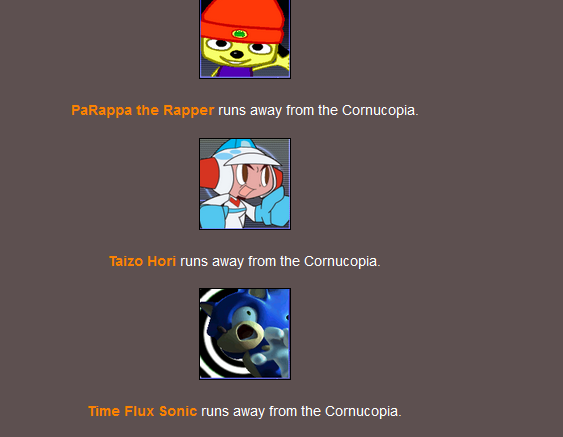 PaRappa the Rapper runs away from the Cornucopia.
Taizo Hori runs away from the Cornucopia.
Time Flux Sonic runs away from the Cornucopia.